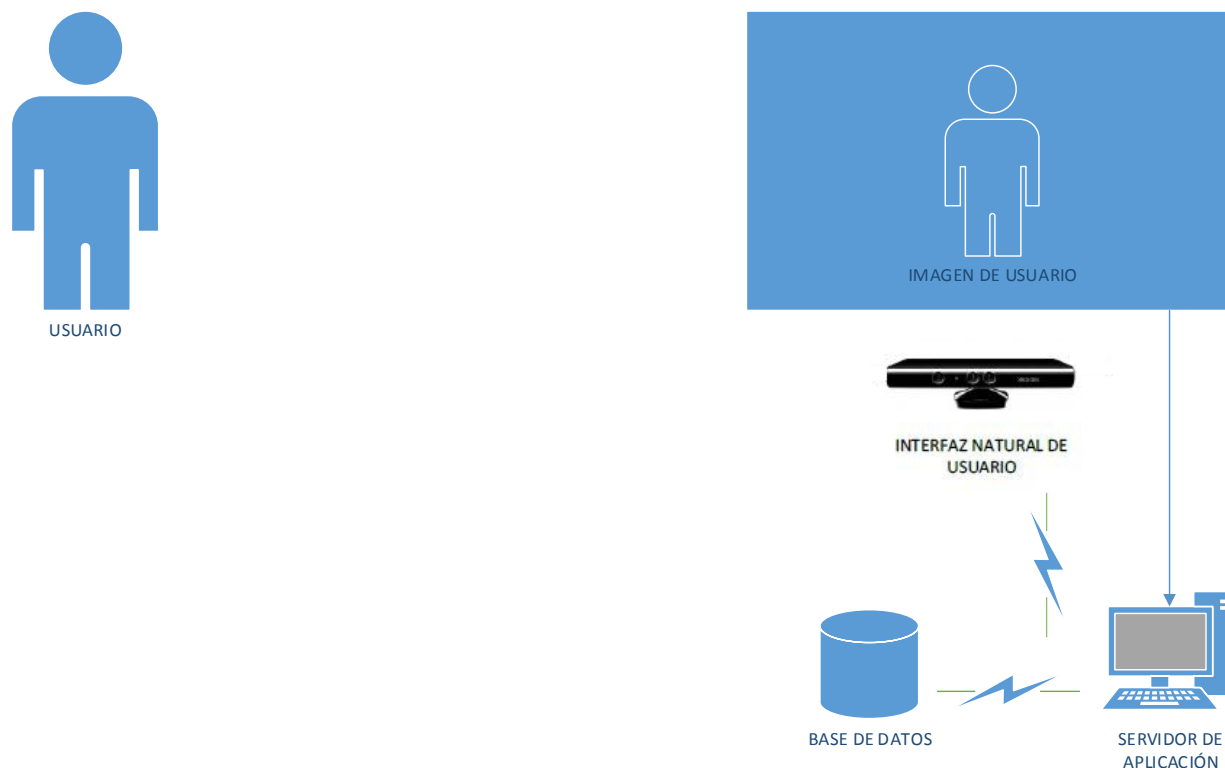 IMAGEN DE USUARIO
USUARIO
INTERFAZ NATURAL DE
USUARIO
BASE DE DATOS
SERVIDOR DE
APLICACIÓN